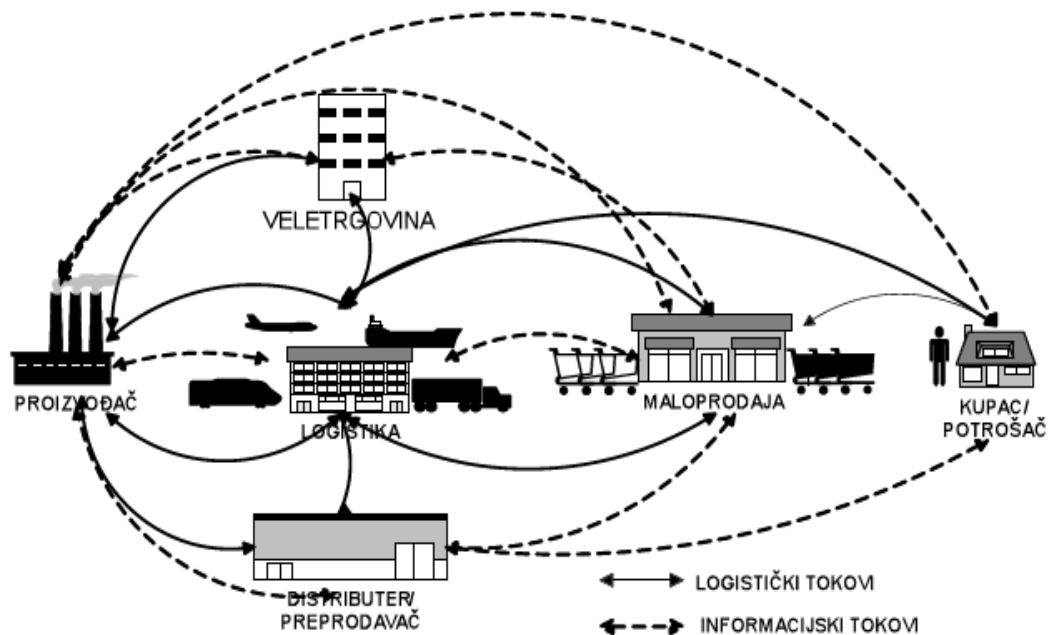 VELETRGOVINA
PROIZVOĐAČ
LOGISTIKA
MALOPRODAJA
KUPAC/
POTROŠAČ
DISTRIBUTER/
PREPRODAVAČ
LOGISTIČKI TOKOVI
INFORMACIJSKI TOKOVI